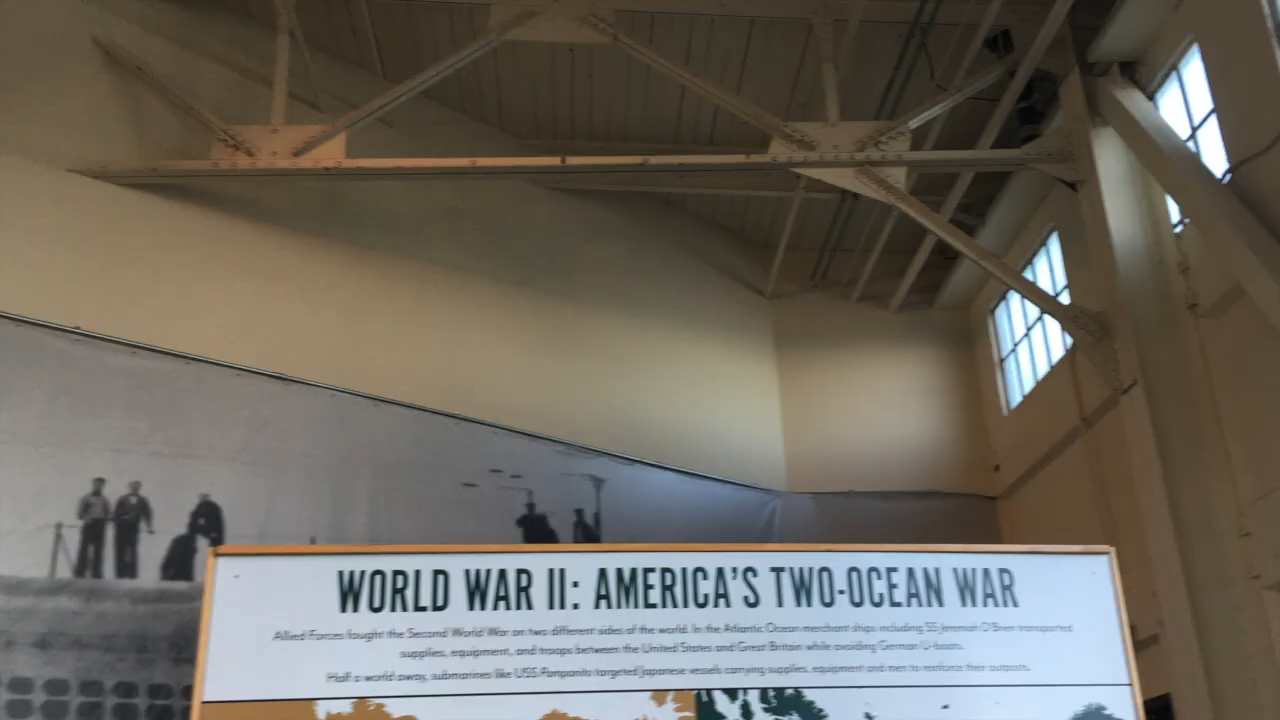 WORLD WAR II: AMERICA'S TWO-OCEAN WAR
Allied Forces fought the Second World War on two different sides of the world. In the Atlantic Ocean merchant ships including SS Jeremiah O'Brien transported
supplies, equipment, and troops between the United States and Great Britain while avoiding German U-boats.
Half a world away, submarines like USS Pampanito targeted Japanese vessels carrying supplies, equipment and men to reinforce their outposts.